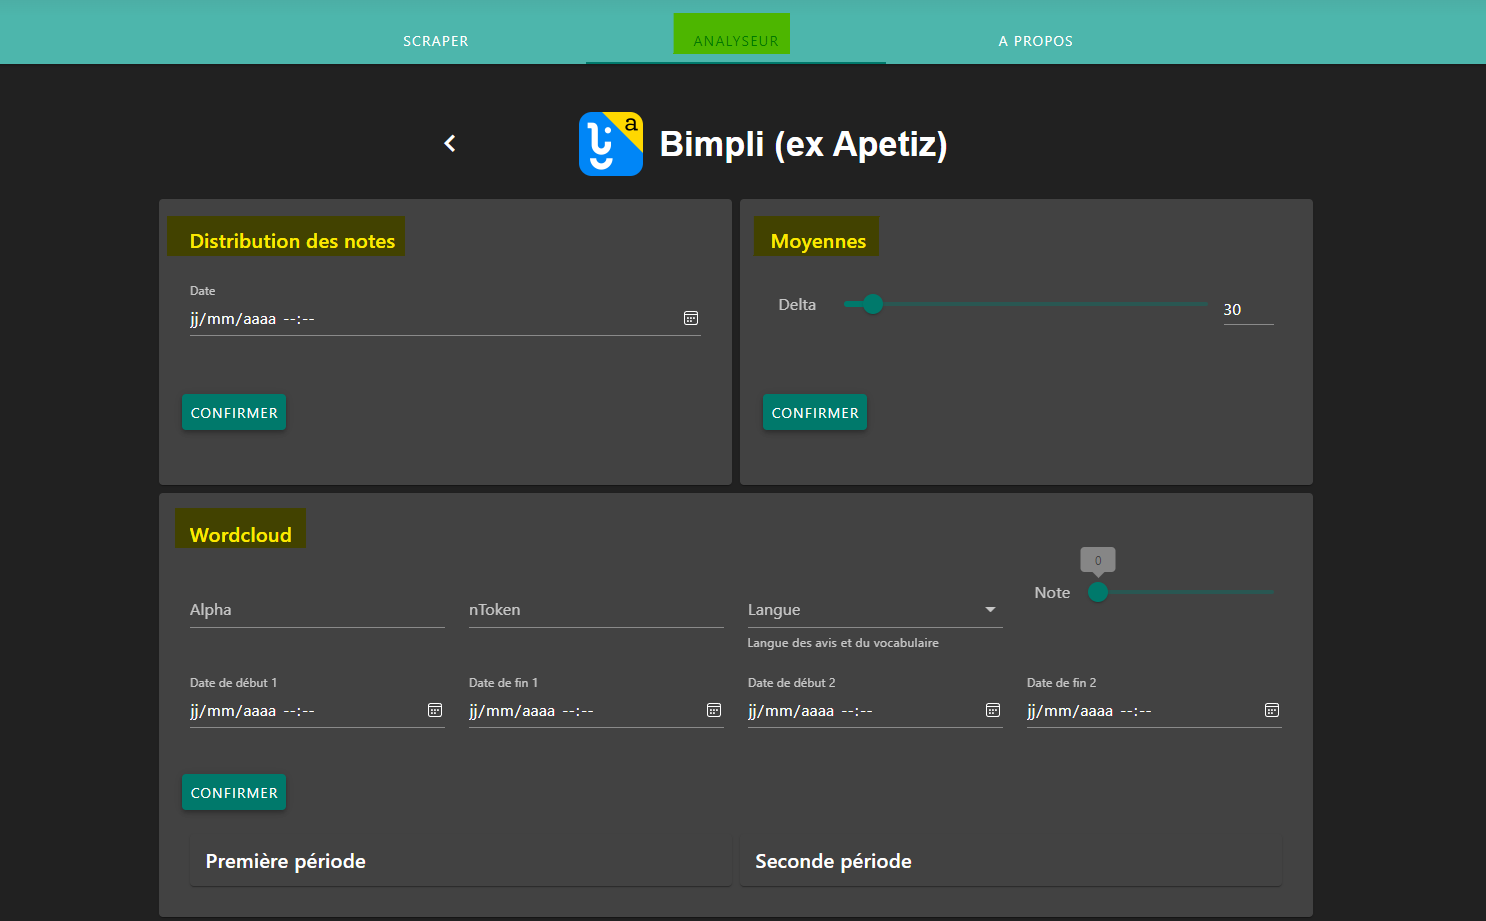 SCRAPER ANALYSEUR A PROPOS
a Bimpli (ex Apetiz)
Distribution des notes
Date
jj/mm/aaaa --:--
CONFIRMER
Moyennes
Delta 30
CONFIRMER
Wordcloud
0
Alpha nToken Langue Note
Langue des avis et du vocabulaire
Date de début 1 Date de fin 1 Date de début 2 Date de fin 2
jj/mm/aaaa --:-- jj/mm/aaaa --:-- jj/mm/aaaa --:-- jj/mm/aaaa --:--
CONFIRMER
Première période Seconde période